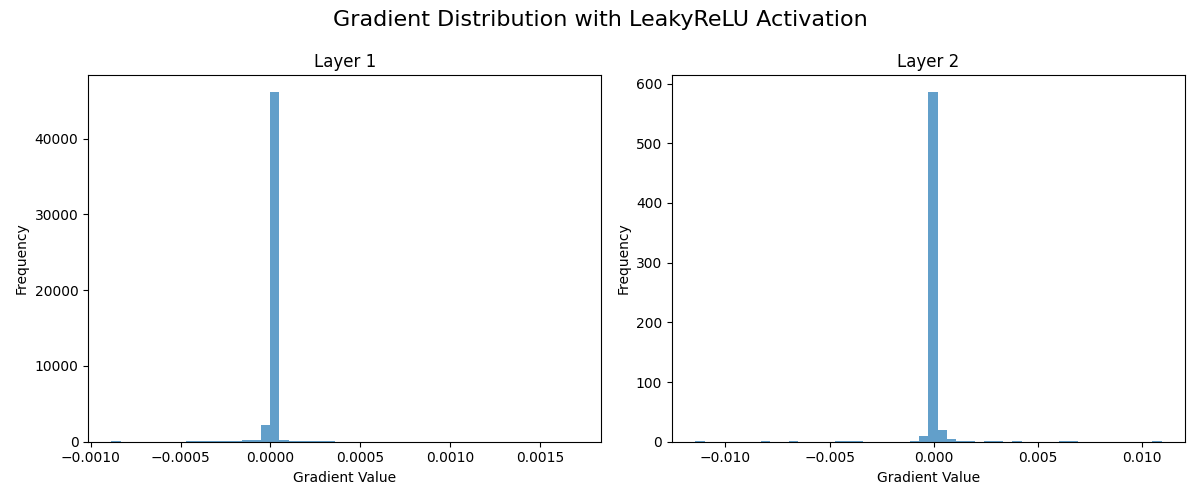 Gradient Distribution with LeakyReLU Activation
Layer 1
Frequency
40000
30000
20000
10000
0
−0.0010 −0.0005 0.0000 0.0005 0.0010 0.0015
Gradient Value
Layer 2
Frequency
600
500
400
300
200
100
0
−0.010 −0.005 0.000 0.005 0.010
Gradient Value